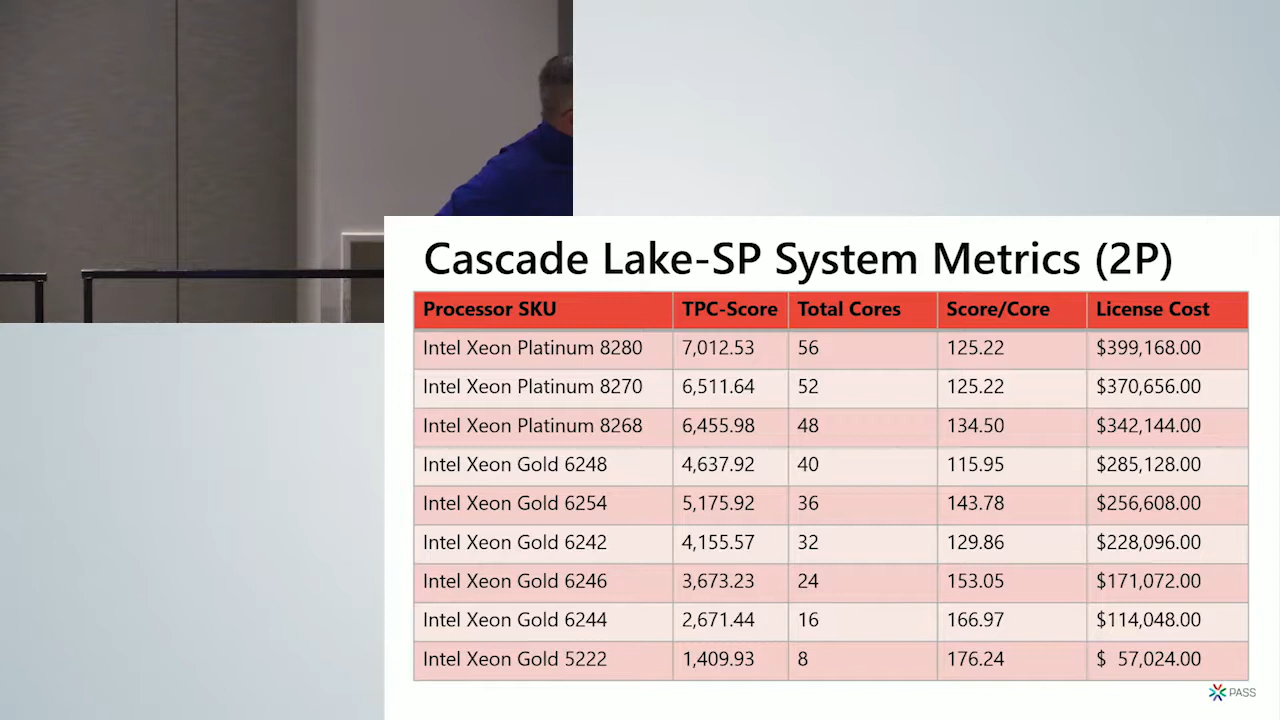 Cascade Lake-SP System Metrics (2P)
Processor SKU TPC-Score Total Cores Score/Core License Cost
Intel Xeon Platinum 8280 7,012.53 56 125.22 $399,168.00
Intel Xeon Platinum 8270 6,511.64 52 125.22 $370,656.00
Intel Xeon Platinum 8268 6,455.98 48 134.50 $342,144.00
Intel Xeon Gold 6248 4,637.92 40 115.95 $285,128.00
Intel Xeon Gold 6254 5,175.92 36 143.78 $256,608.00
Intel Xeon Gold 6242 4,155.57 32 129.86 $228,096.00
Intel Xeon Gold 6246 3,673.23 24 153.05 $171,072.00
Intel Xeon Gold 6244 2,671.44 16 166.97 $114,048.00
Intel Xeon Gold 5222 1,409.93 8 176.24 $ 57,024.00
PASS